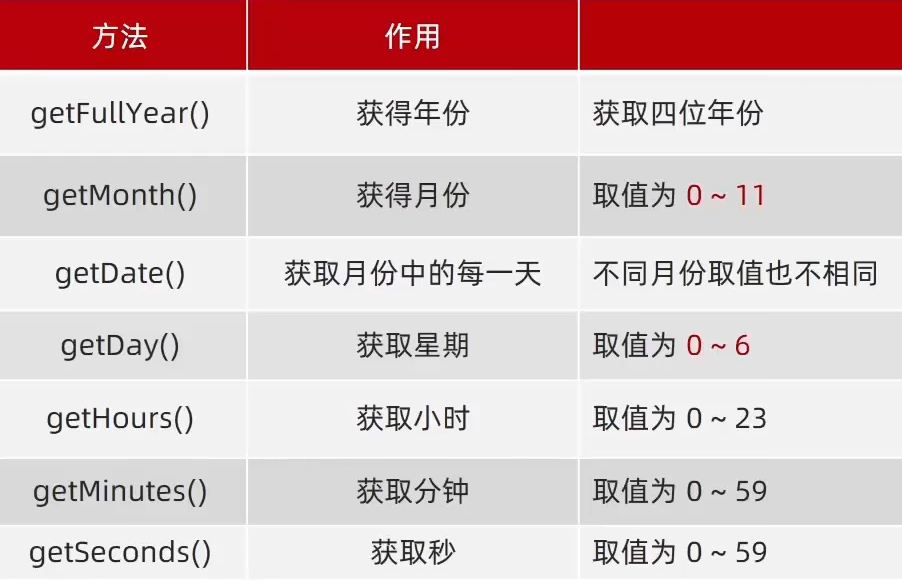 方法 作用
getFullYear() 获得年份 获取四位年份
getMonth() 获得月份 取值为 0 ~ 11
getDate() 获取月份中的每一天 不同月份取值也不相同
getDay() 获取星期 取值为 0 ~ 6
getHours() 获取小时 取值为 0 ~ 23
getMinutes() 获取分钟 取值为 0 ~ 59
getSeconds() 获取秒 取值为 0 ~ 59